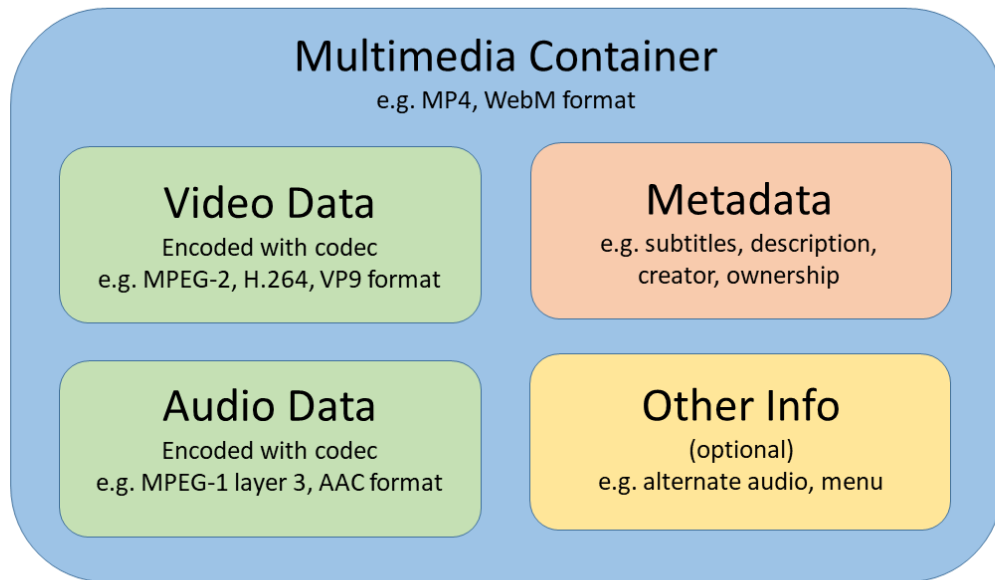 Multimedia Container
e.g. MP4, WebM format
Video Data
Encoded with codec
e.g. MPEG-2, H.264, VP9 format
Metadata
e.g. subtitles, description,
creator, ownership
Audio Data
Encoded with codec
e.g. MPEG-1 layer 3, AAC format
Other Info
(optional)
e.g. alternate audio, menu